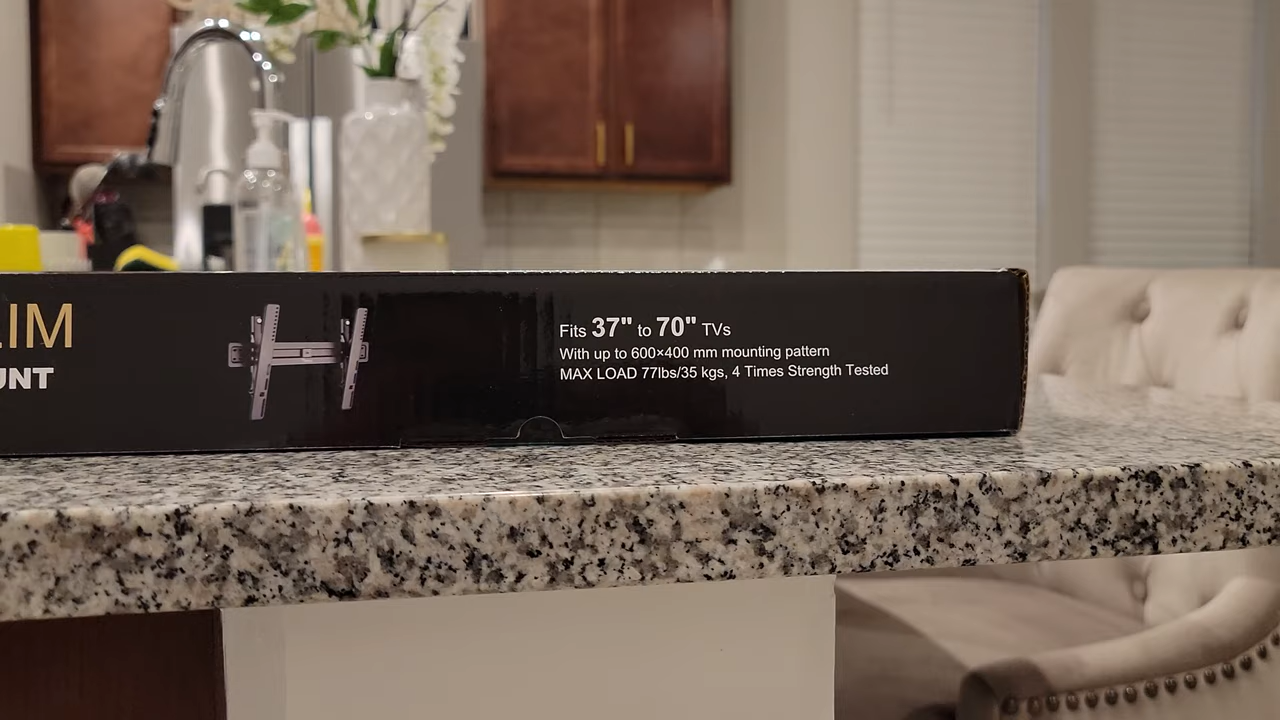 IM
UNT
Fits 37" to 70" TVs
With up to 600×400 mm mounting pattern
MAX LOAD 77lbs/35 kgs, 4 Times Strength Tested